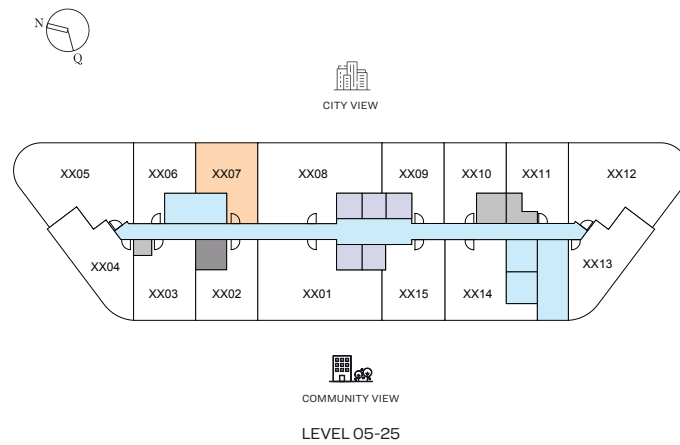 N
Q
CITY VIEW
XX05
XX06
XX07
XX08
XX09
XX10
XX11
XX12
XX04
XX03
XX02
XX01
XX15
XX14
XX13
COMMUNITY VIEW
LEVEL 05-25